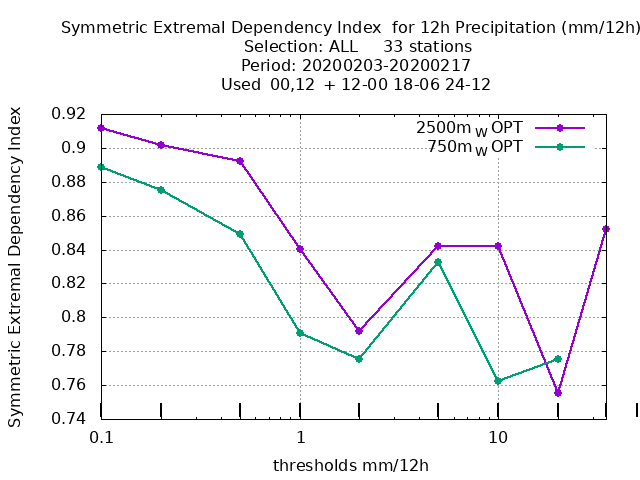 Symmetric Extremal Dependency Index  for 12h Precipitation (mm/12h)
Selection: ALL     33 stations
Period: 20200203-20200217
Used  00,12  + 12-00 18-06 24-12
Symmetric Extremal Dependency Index
0.92
0.9
0.88
0.86
0.84
0.82
0.8
0.78
0.76
0.74
2500m W OPT
750m W OPT
0.1
1
10
thresholds mm/12h